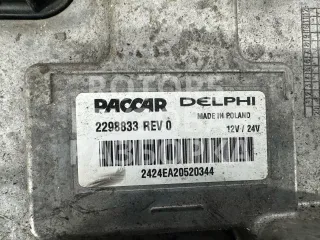 PACCAR DELPHI
MADE IN POLAND
2298833 REV 0 12V / 24V
2424EA20520344